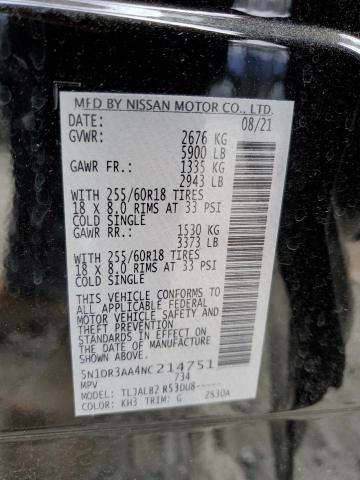 MFD BY NISSAN MOTOR CO., LTD.
DATE: 08/21
GVWR: 2676 KG
5900 LB
GAWR FR.: 1335 KG
2943 LB
WITH 255/60R18 TIRES
18 X 8.0 RIMS AT 33 PSI
COLD SINGLE
GAWR RR.: 1530 KG
3373 LB
WITH 255/60R18 TIRES
18 X 8.0 RIMS AT 33 PSI
COLD SINGLE
THIS VEHICLE CONFORMS TO
ALL APPLICABLE FEDERAL
MOTOR VEHICLE SAFETY
AND THEFT PREVENTION
STANDARDS IN EFFECT ON
THE DATE OF MANUFACTURE
SHOWN ABOVE.
5N1DR3AA4NC214751
MPV 734
MODEL: TLJALB2 R53DU8-----
COLOR: KH3 TRIM: G 2S30A